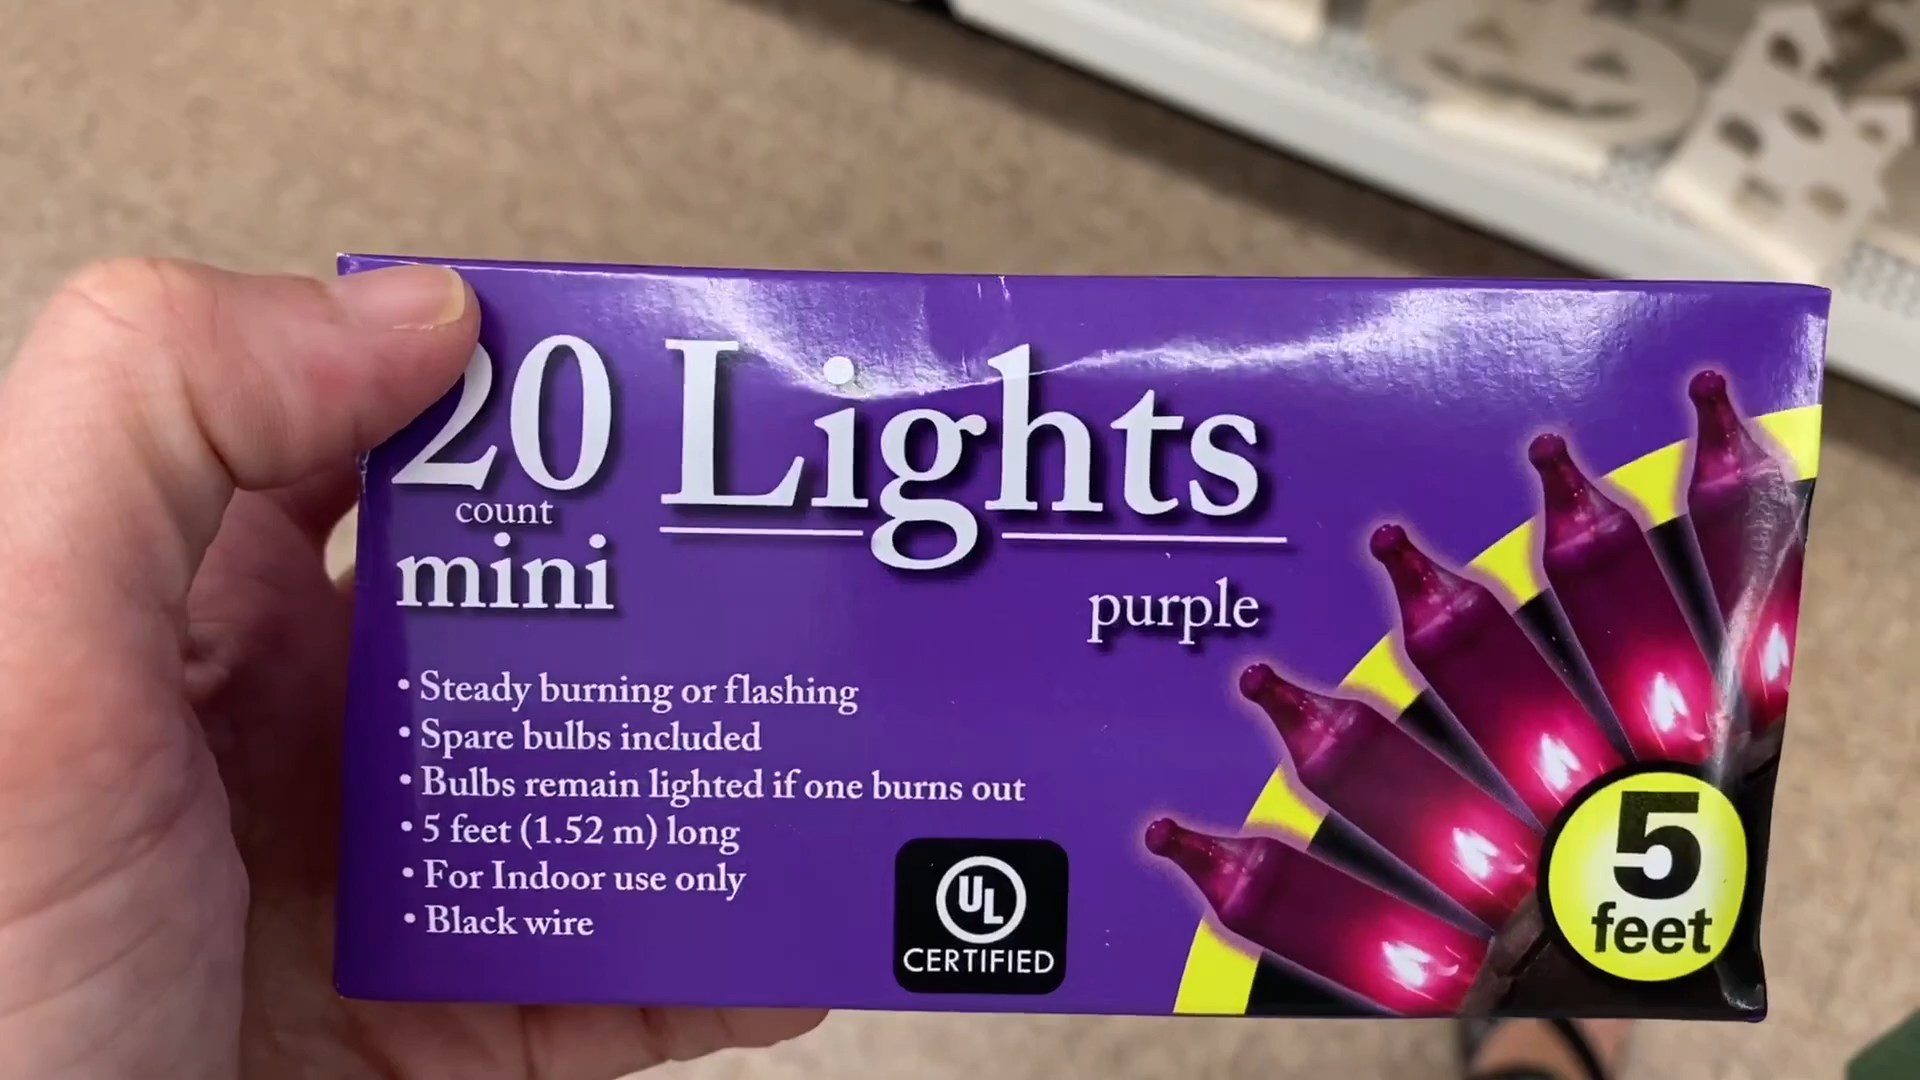 20 Lights
count
mini
purple
• Steady burning or flashing
• Spare bulbs included
• Bulbs remain lighted if one burns out
• 5 feet (1.52 m) long
• For Indoor use only
• Black wire
UL
CERTIFIED
5
feet